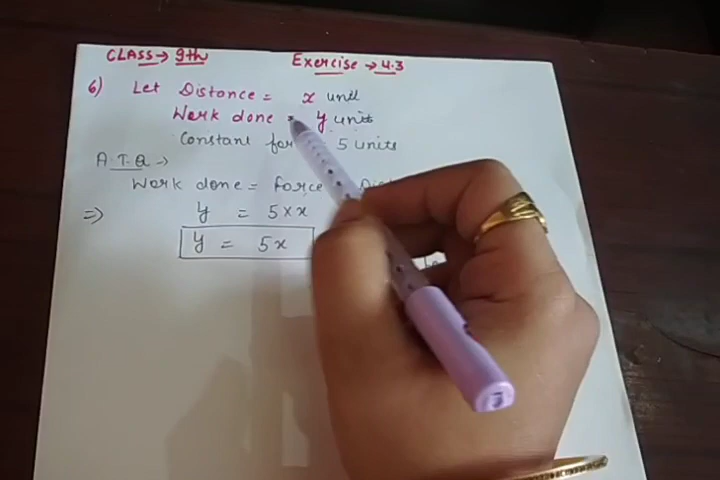 CLASS → 9th Exercise → 4.3
6) Let Distance = x unit
Work done = y units
Constant for 5 units
A.T.Q →
Work done = force
⇒ y = 5 × x
y = 5x